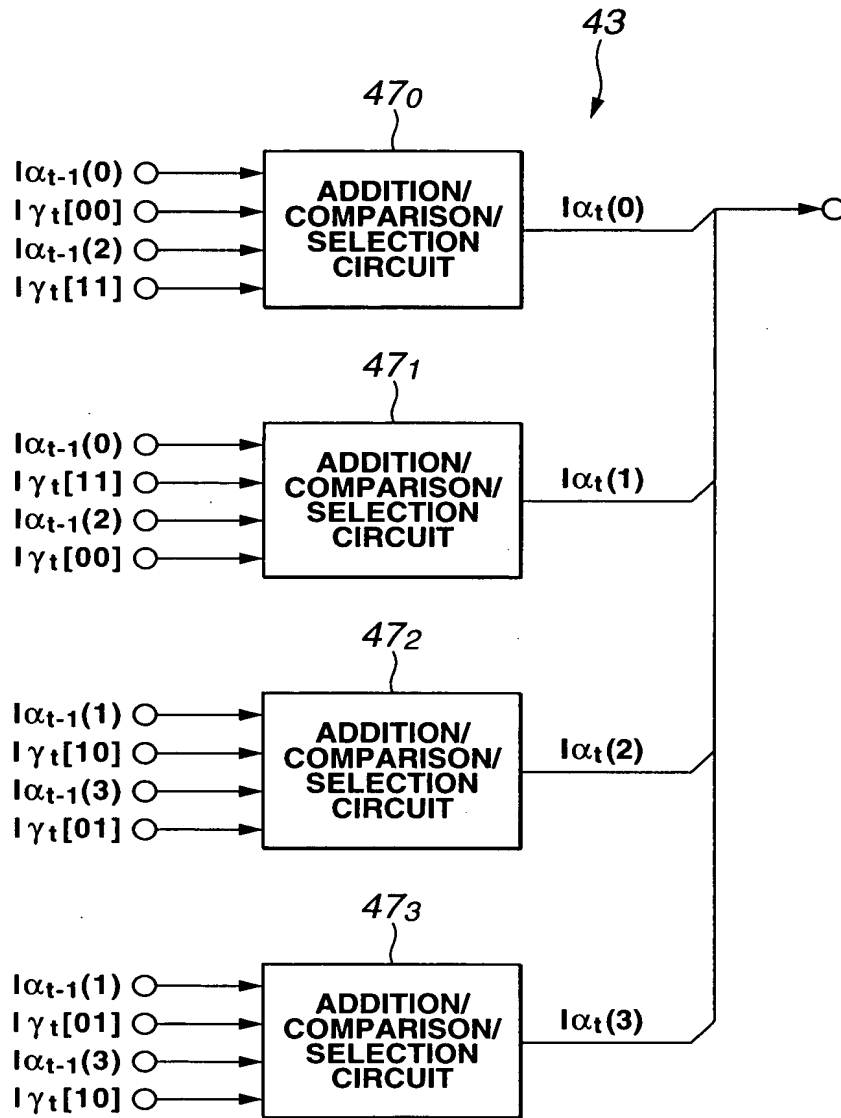 43
47₀
Iαt-1(0)
Iγt[00]
Iαt-1(2)
Iγt[11]
ADDITION/
COMPARISON/
SELECTION
CIRCUIT
Iαt(0)
47₁
Iαt-1(0)
Iγt[11]
Iαt-1(2)
Iγt[00]
ADDITION/
COMPARISON/
SELECTION
CIRCUIT
Iαt(1)
47₂
Iαt-1(1)
Iγt[10]
Iαt-1(3)
Iγt[01]
ADDITION/
COMPARISON/
SELECTION
CIRCUIT
Iαt(2)
47₃
Iαt-1(1)
Iγt[01]
Iαt-1(3)
Iγt[10]
ADDITION/
COMPARISON/
SELECTION
CIRCUIT
Iαt(3)